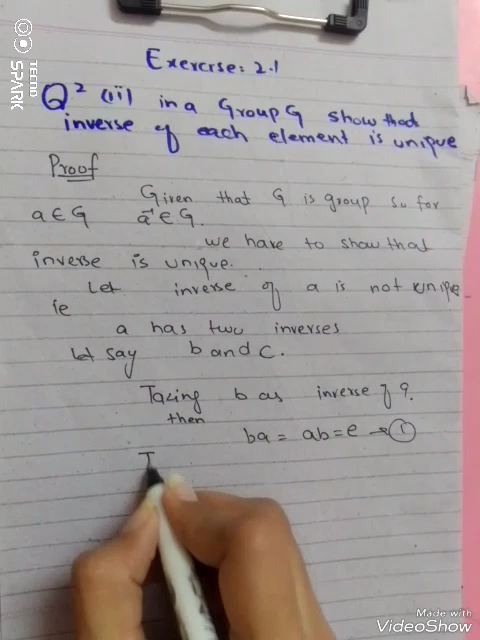 TECNO
SPARK
Exercise: 2.1
Q2 (ii) in a Group G show that
inverse of each element is unique
Proof
Given that G is group so for
a ∈ G a⁻¹ ∈ G.
we have to show that
inverse is unique.
Let inverse of a is not unique
ie
a has two inverses
Let say b and c.
Taking b as inverse of a.
then
ba = ab = e → ①
T
Made with
VideoShow